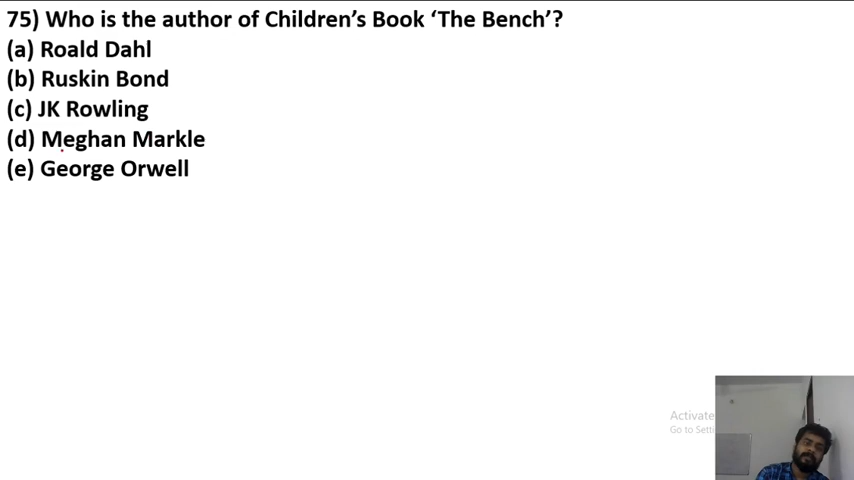 75) Who is the author of Children’s Book ‘The Bench’?
(a) Roald Dahl
(b) Ruskin Bond
(c) JK Rowling
(d) Meghan Markle
(e) George Orwell
Activate
Go to Setti